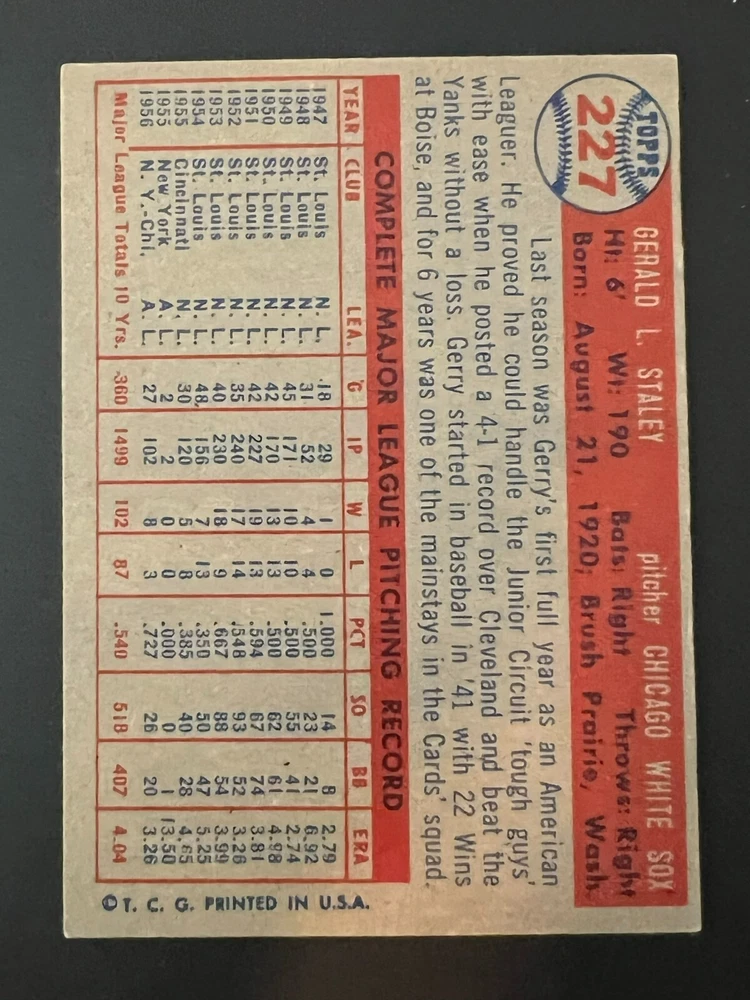 TOPPS
227
GERALD L. STALEY pitcher CHICAGO WHITE SOX
Ht: 6' Wt: 190 Bats: Right Throws: Right
Born: August 21, 1920; Brush Prairie, Wash.
Last season was Gerry's first full year as an American
Leaguer. He proved he could handle the Junior Circuit 'tough guys'
with ease when he posted a 4-1 record over Cleveland and beat the
Yanks without a loss. Gerry started in baseball in '41 with 22 Wins
at Boise, and for 6 years was one of the mainstays in the Cards' squad.
COMPLETE MAJOR LEAGUE PITCHING RECORD
YEAR CLUB LEA. G IP W L PCT SO BB ERA
1947 St. Louis N. L. 18 29 1 0 1.000 14 8 2.79
1948 St. Louis N. L. 31 52 4 4 .500 23 21 6.92
1949 St. Louis N. L. 45 171 10 10 .500 55 41 2.74
1950 St. Louis N. L. 42 170 13 13 .500 62 61 4.98
1951 St. Louis N. L. 42 227 19 13 .594 67 74 3.81
1952 St. Louis N. L. 35 240 17 14 .548 93 52 3.26
1953 St. Louis N. L. 40 230 18 9 .667 88 54 3.99
1954 St. Louis N. L. 48 156 7 13 .350 50 47 5.25
1955 Cincinnati N. L. 30 120 5 8 .385 40 28 4.65
1955 New York A. L. 2 2 0 0 .000 0 1 13.50
1956 N. Y.-Chi. A. L. 27 102 8 3 .727 26 20 3.26
Major League Totals 10 Yrs. 360 1499 102 87 .540 518 407 4.04
© T. C. G. PRINTED IN U.S.A.